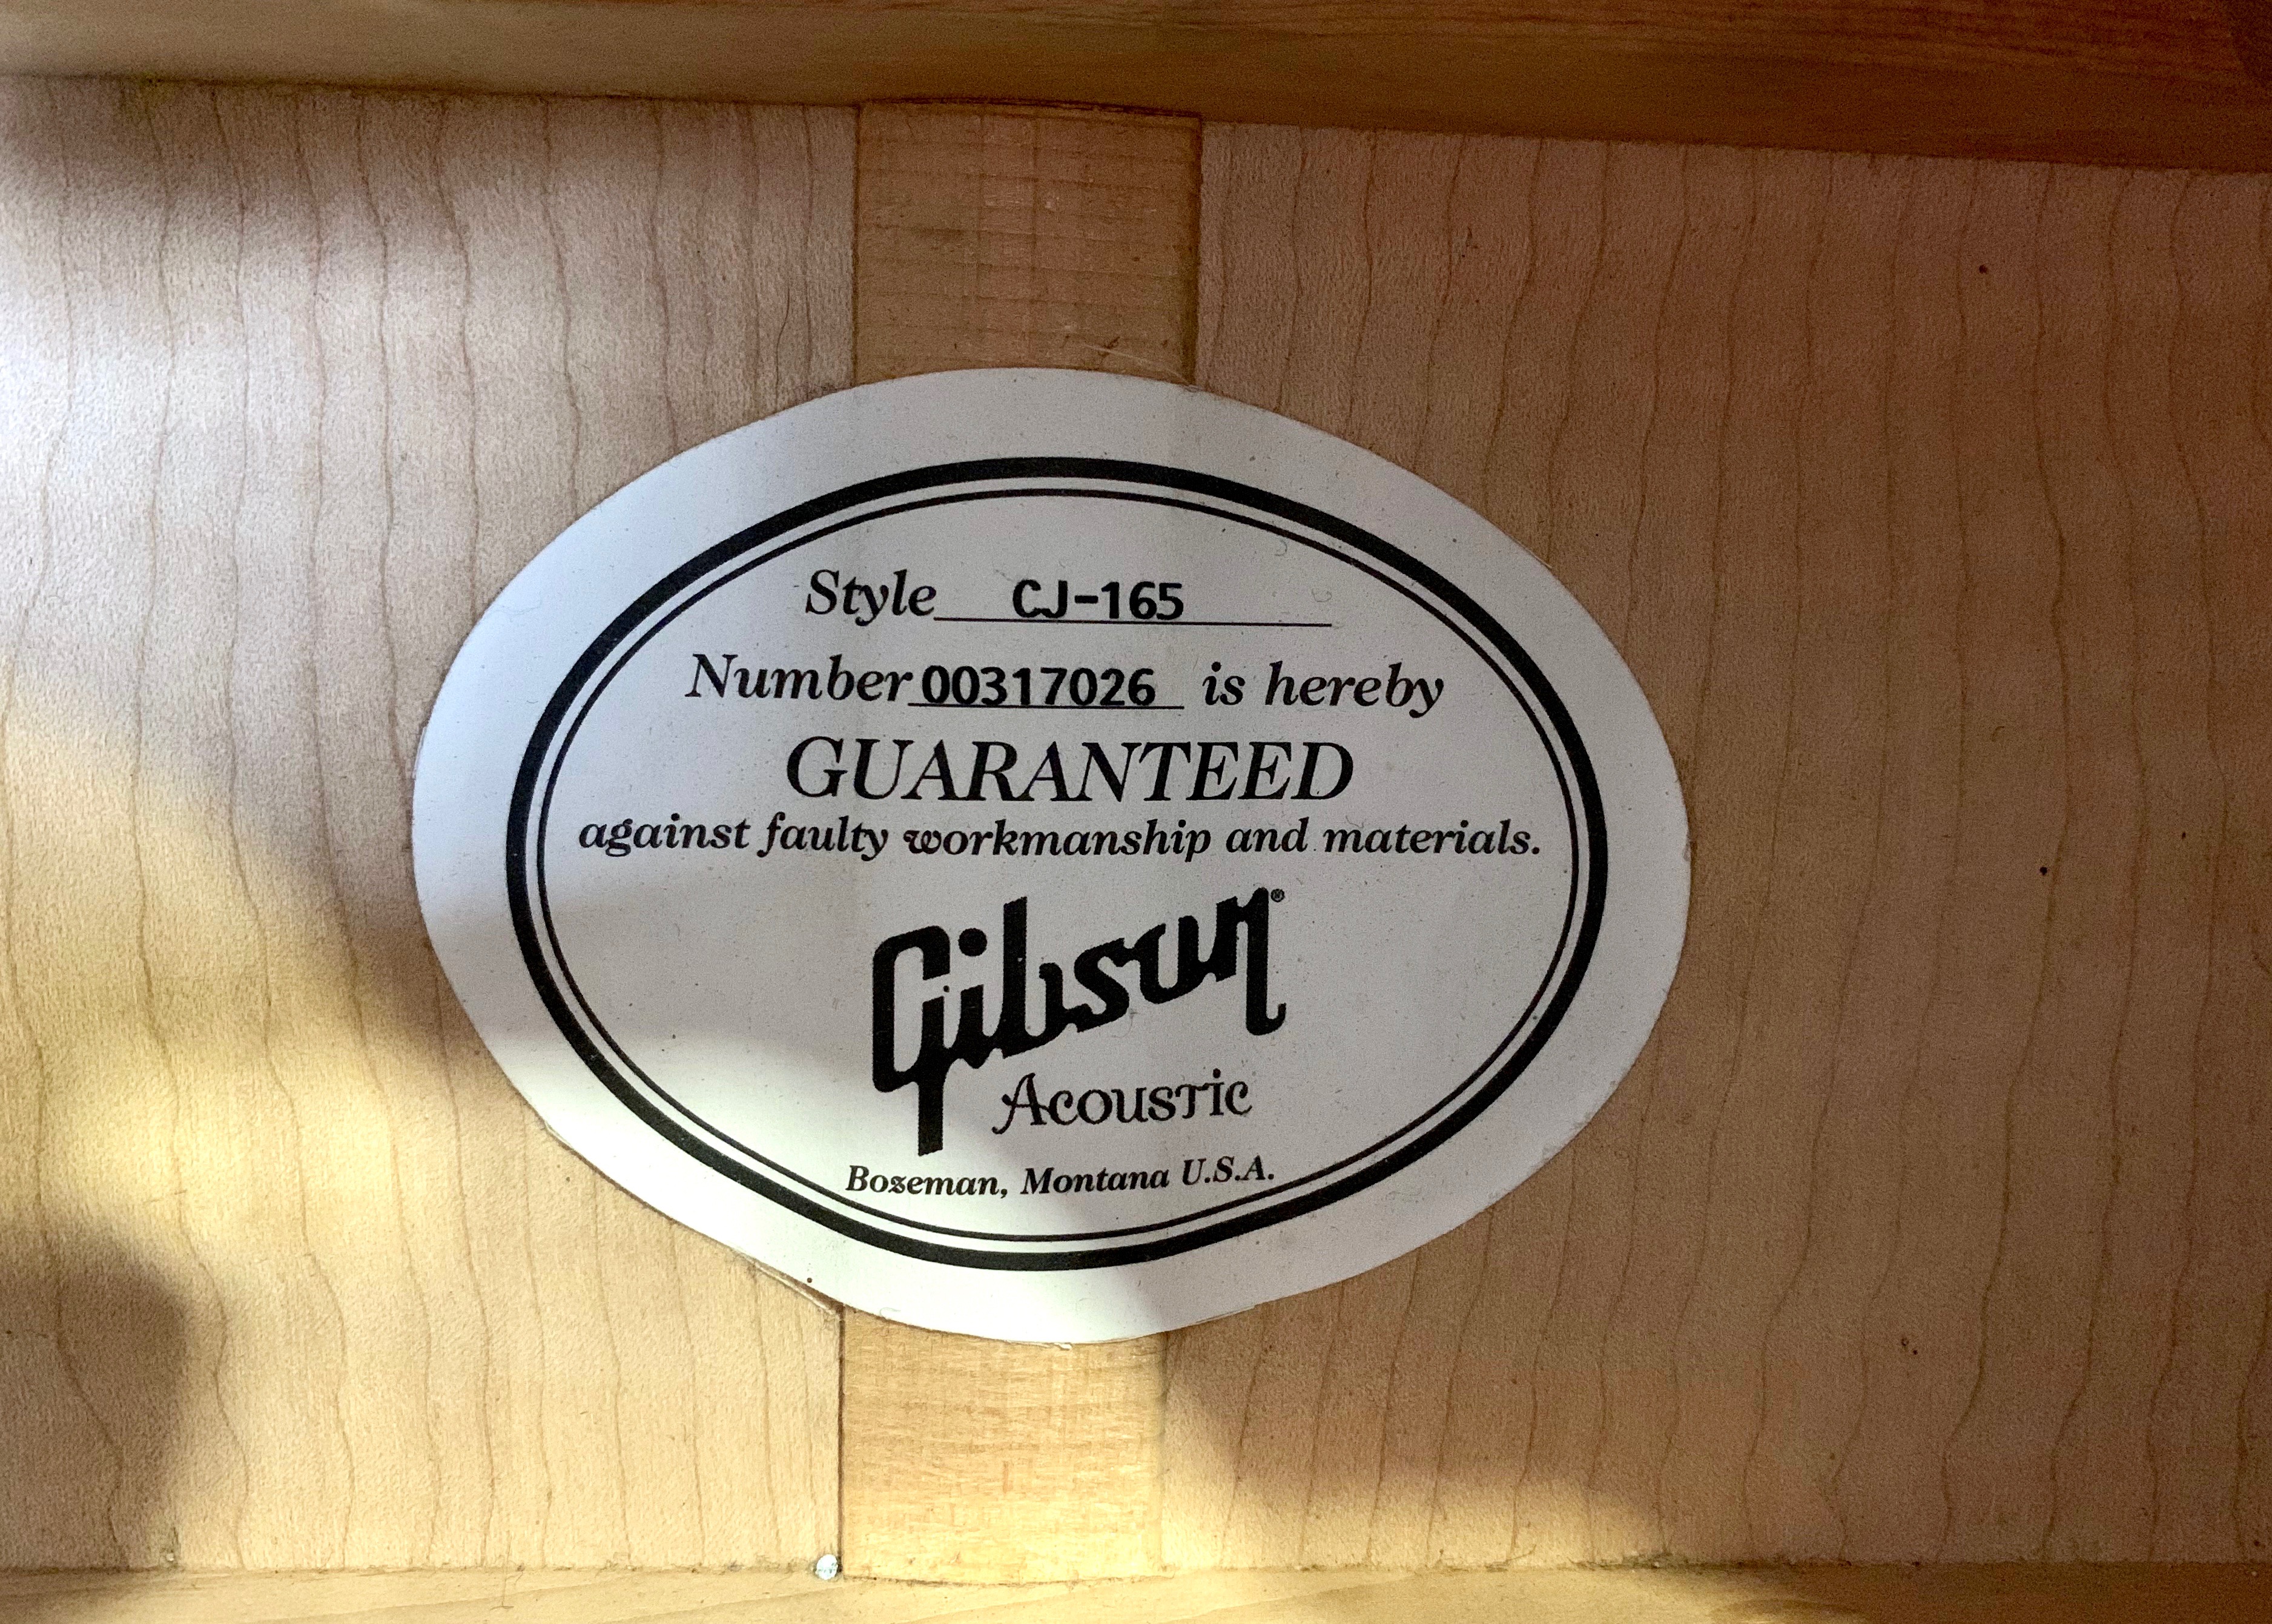 Style CJ-165
Number 00317026 is hereby
GUARANTEED
against faulty workmanship and materials.
Gibson®
Acoustic
Bozeman, Montana U.S.A.